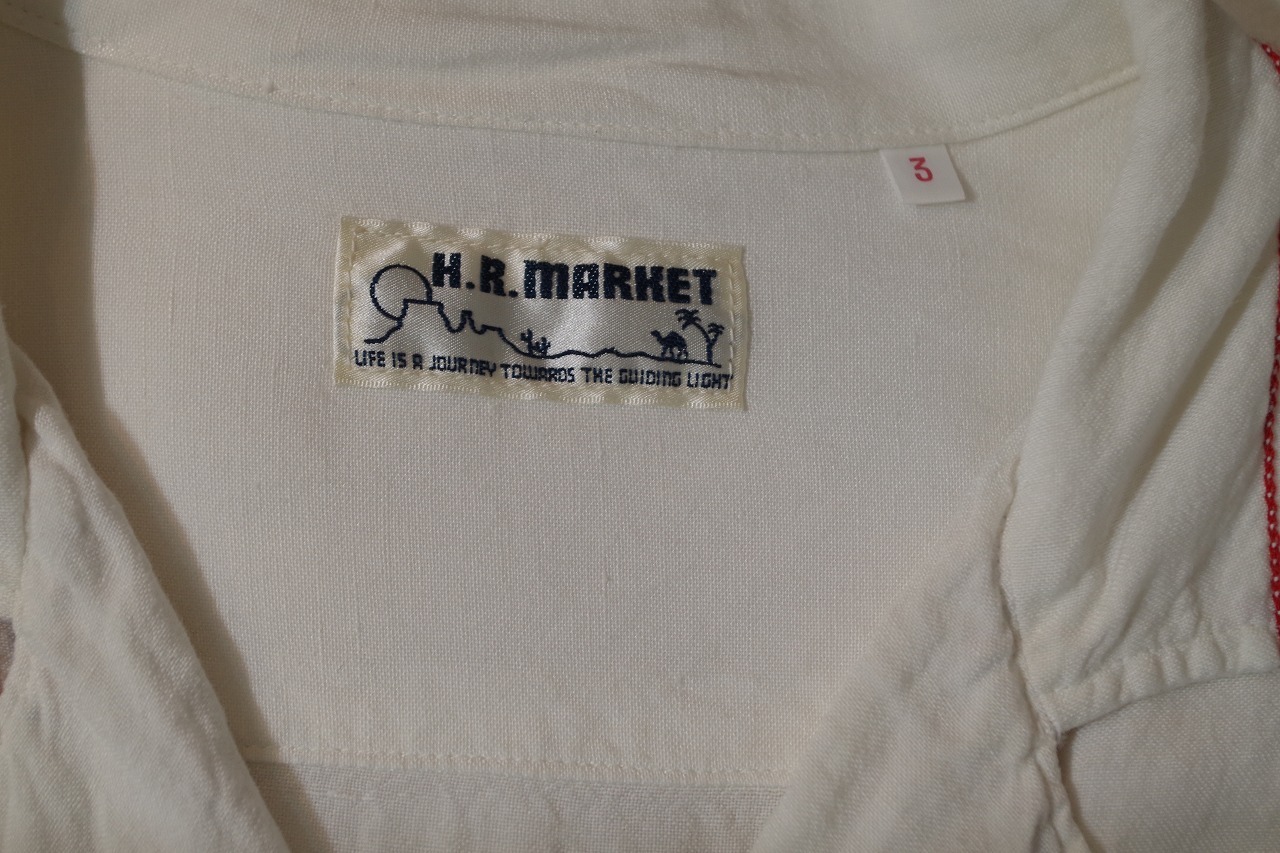 3
H.R.MARKET
LIFE IS A JOURNEY TOWARDS THE GUIDING LIGHT